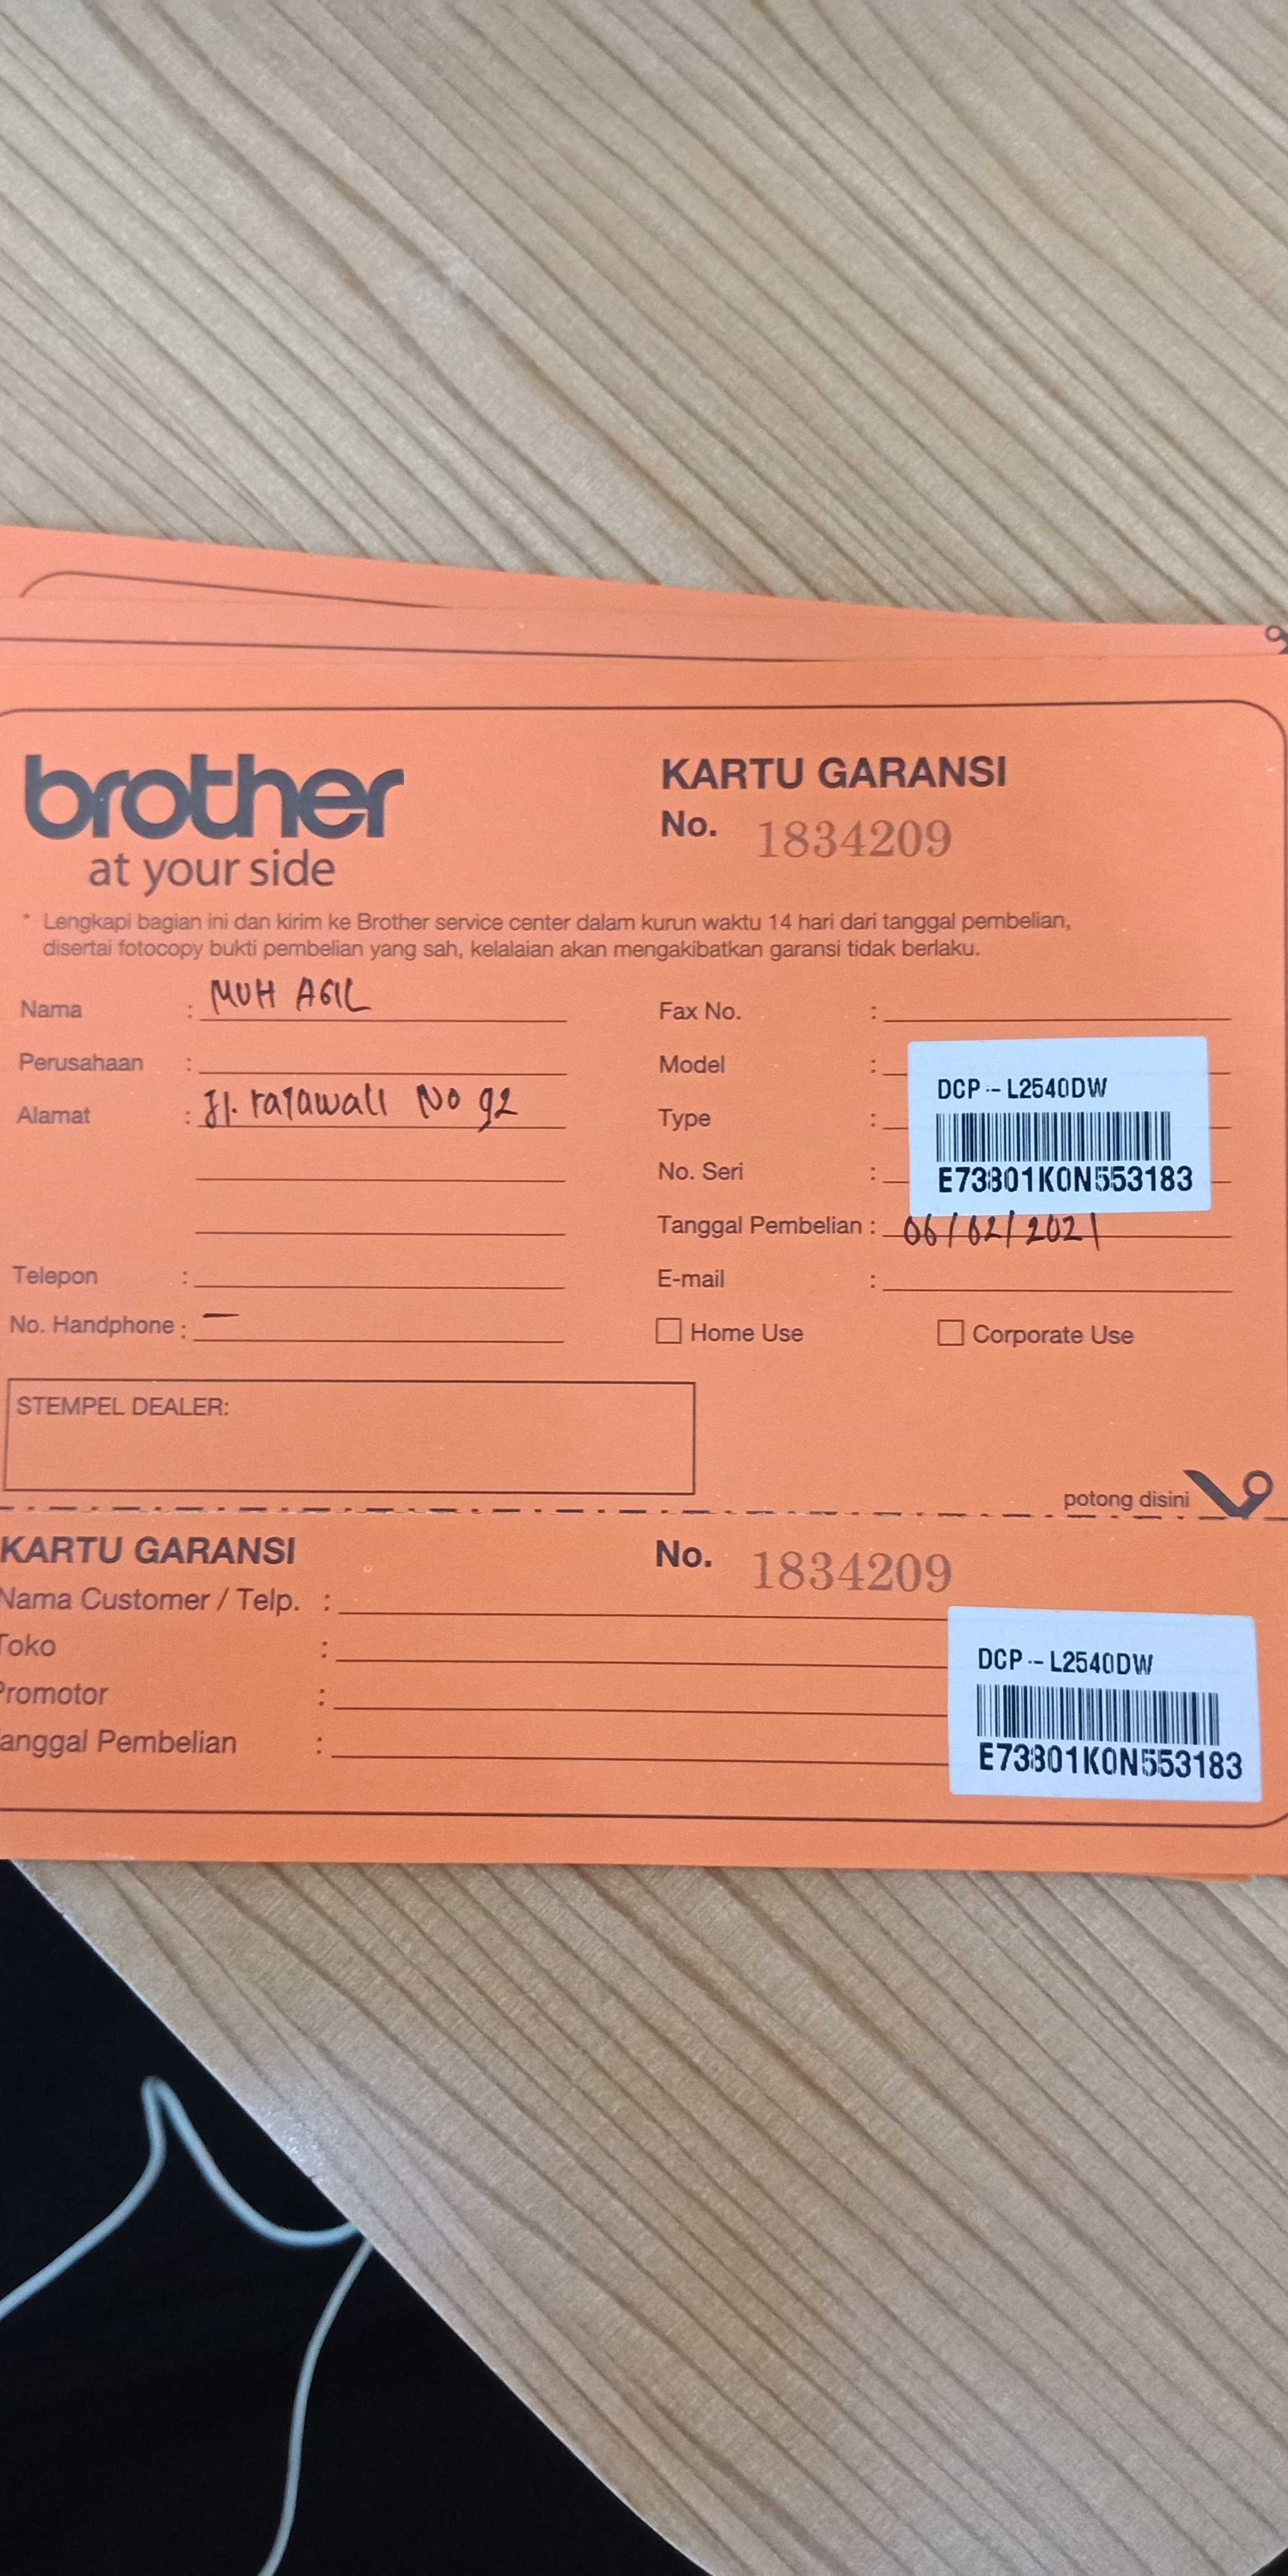 brother
at your side
KARTU GARANSI
No. 1834209
* Lengkapi bagian ini dan kirim ke Brother service center dalam kurun waktu 14 hari dari tanggal pembelian,
disertai fotocopy bukti pembelian yang sah, kelalaian akan mengakibatkan garansi tidak berlaku.
Nama : MUH AGIL
Perusahaan :
Alamat : Jl. rajawali No 92
Telepon :
No. Handphone : —
Fax No. :
Model :
Type :
No. Seri :
DCP-L2540DW
E73801K0N553183
Tanggal Pembelian : 06/02/2021
E-mail :
Home Use
Corporate Use
STEMPEL DEALER:
potong disini
KARTU GARANSI
No. 1834209
Nama Customer / Telp. :
Toko :
Promotor :
anggal Pembelian :
DCP-L2540DW
E73801K0N553183